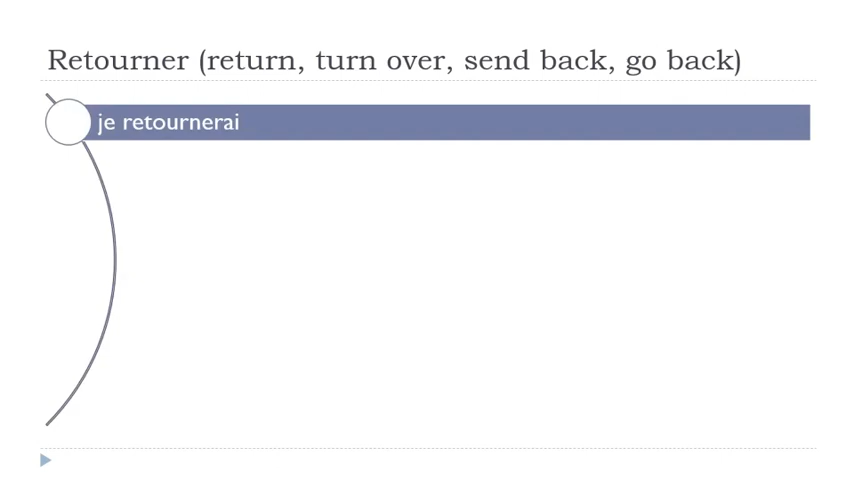 Retourner (return, turn over, send back, go back)
je retournerai